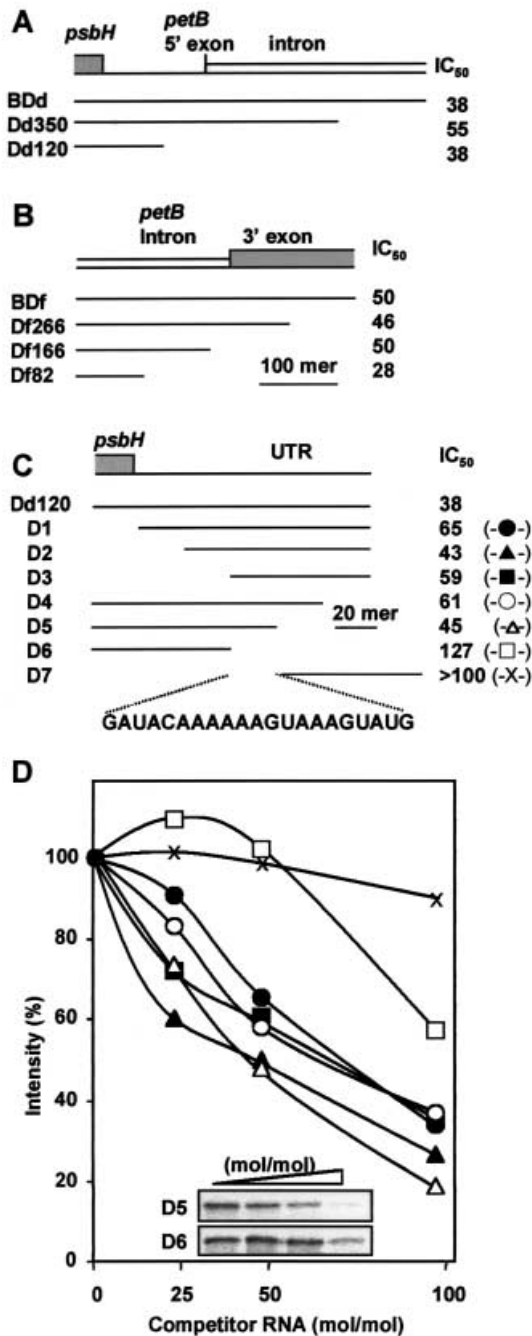 A
psbH
petB
5' exon
intron
IC50
BDd 38
Dd350 55
Dd120 38
B
petB
Intron
3' exon
IC50
BDf 50
Df266 46
Df166 50
Df82 28
100 mer
C
psbH
UTR
IC50
Dd120 38
D1 65 (-●-)
D2 43 (-▲-)
D3 59 (-■-)
D4 61 (-○-)
20 mer
D5 45 (-△-)
D6 127 (-□-)
D7 >100 (-X-)
GAUACAAAAAAGUAAAGUAUG
D
100
80
60
40
20
0
Intensity (%)
(mol/mol)
D5
D6
0 25 50 100
Competitor RNA (mol/mol)